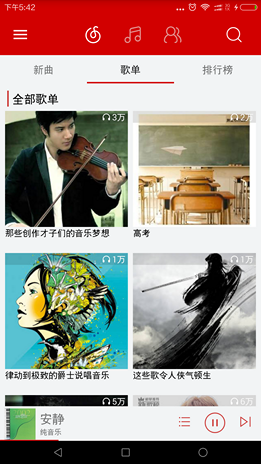 下午5:42
新曲
歌单
排行榜
全部歌单
3万
1万
那些创作才子们的音乐梦想
高考
1万
1万
律动到极致的爵士说唱音乐
这些歌令人侠气顿生
5万
6万
安静
纯音乐